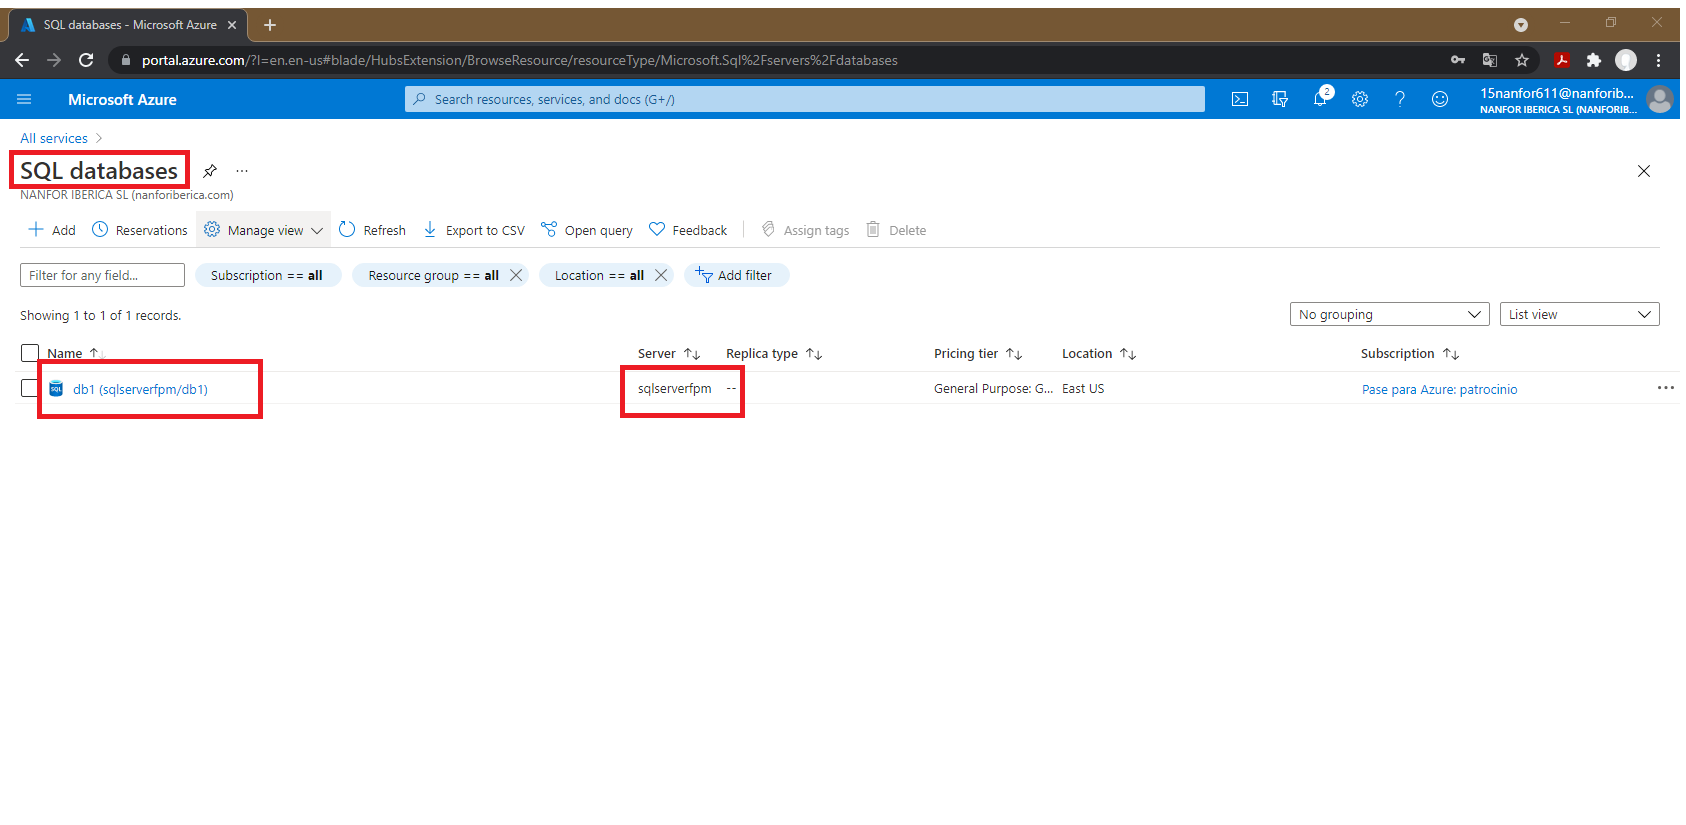 SQL databases - Microsoft Azure
portal.azure.com/?l=en.en-us#blade/HubsExtension/BrowseResource/resourceType/Microsoft.Sql%2Fservers%2Fdatabases
Microsoft Azure
Search resources, services, and docs (G+/)
2
15nanfor611@nanforib...
NANFOR IBERICA SL (NANFORIB...
All services
SQL databases
NANFOR IBERICA SL (nanforiberica.com)
Add Reservations Manage view Refresh Export to CSV Open query Feedback Assign tags Delete
Filter for any field... Subscription == all Resource group == all Location == all Add filter
Showing 1 to 1 of 1 records. No grouping List view
Name Server Replica type Pricing tier Location Subscription
db1 (sqlserverfpm/db1) sqlserverfpm -- General Purpose: G... East US Pase para Azure: patrocinio